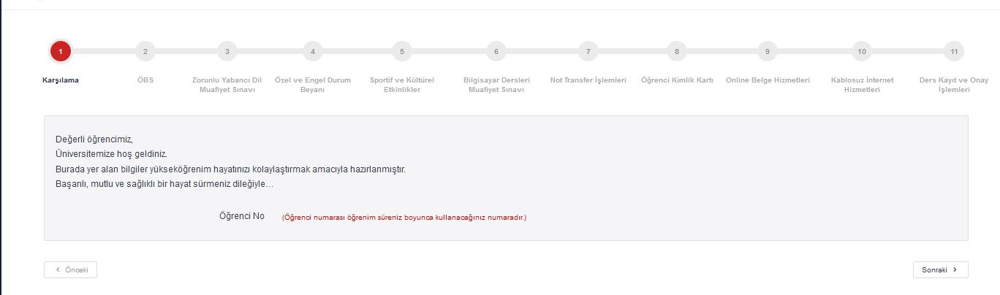 1 2 3 4 5 6 7 8 9 10 11
Karşılama ÖBS Zorunlu Yabancı Dil Özel ve Engel Durum Sportif ve Kültürel Bilgisayar Dersleri Not Transfer İşlemleri Öğrenci Kimlik Kartı Online Belge Hizmetleri Kablosuz İnternet Ders Kayıt ve Onay
Muafiyet Sınavı Beyanı Etkinlikler Muafiyet Sınavı Hizmetleri İşlemleri
Değerli öğrencimiz,
Üniversitemize hoş geldiniz.
Burada yer alan bilgiler yükseköğrenim hayatınızı kolaylaştırmak amacıyla hazırlanmıştır.
Başarılı, mutlu ve sağlıklı bir hayat sürmeniz dileğiyle...
Öğrenci No (Öğrenci numarası öğrenim süreniz boyunca kullanacağınız numaradır.)
Önceki Sonraki